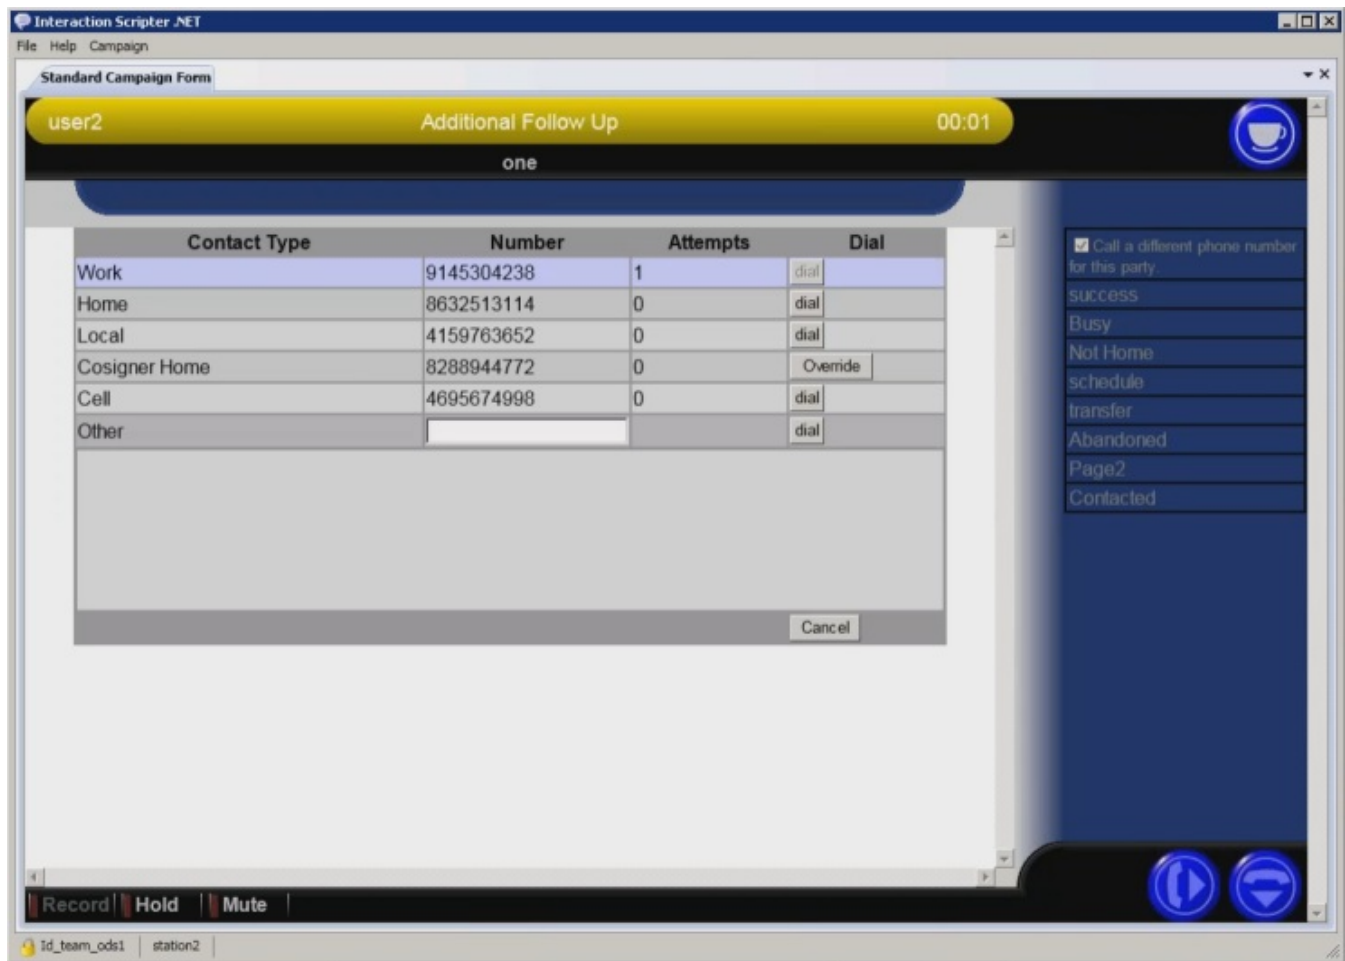 Interaction Scripter .NET
File Help Campaign
Standard Campaign Form
user2 Additional Follow Up 00:01
one
Contact Type Number Attempts Dial
Work 9145304238 1 dial
Home 8632513114 0 dial
Local 4159763652 0 dial
Cosigner Home 8288944772 0 Override
Cell 4695674998 0 dial
Other dial
Cancel
Call a different phone number
for this party.
success
Busy
Not Home
schedule
transfer
Abandoned
Page2
Contacted
Record Hold Mute
Id_team_ods1 station2